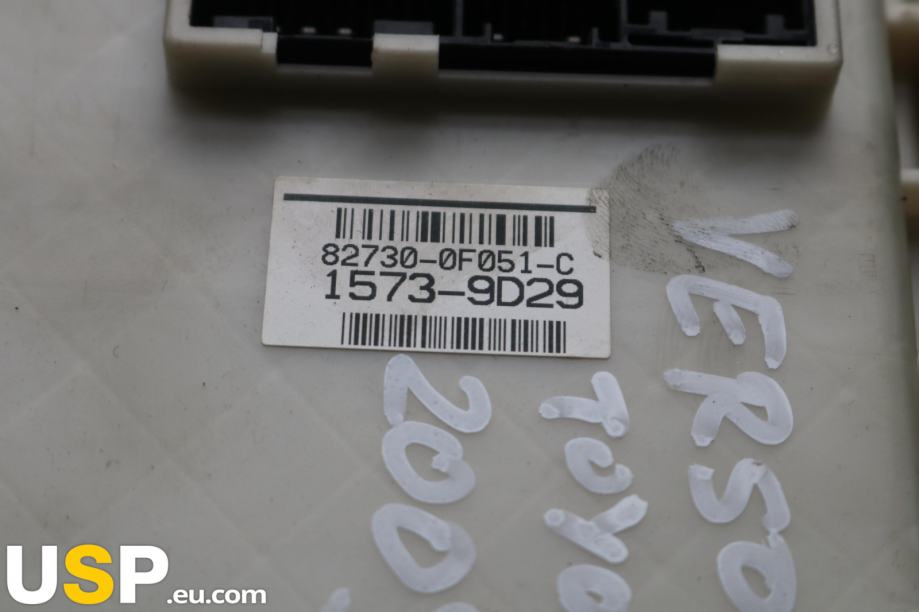 82730-0F051-C
1573-9D29
VERSO
TOYO
200
USP.eu.com